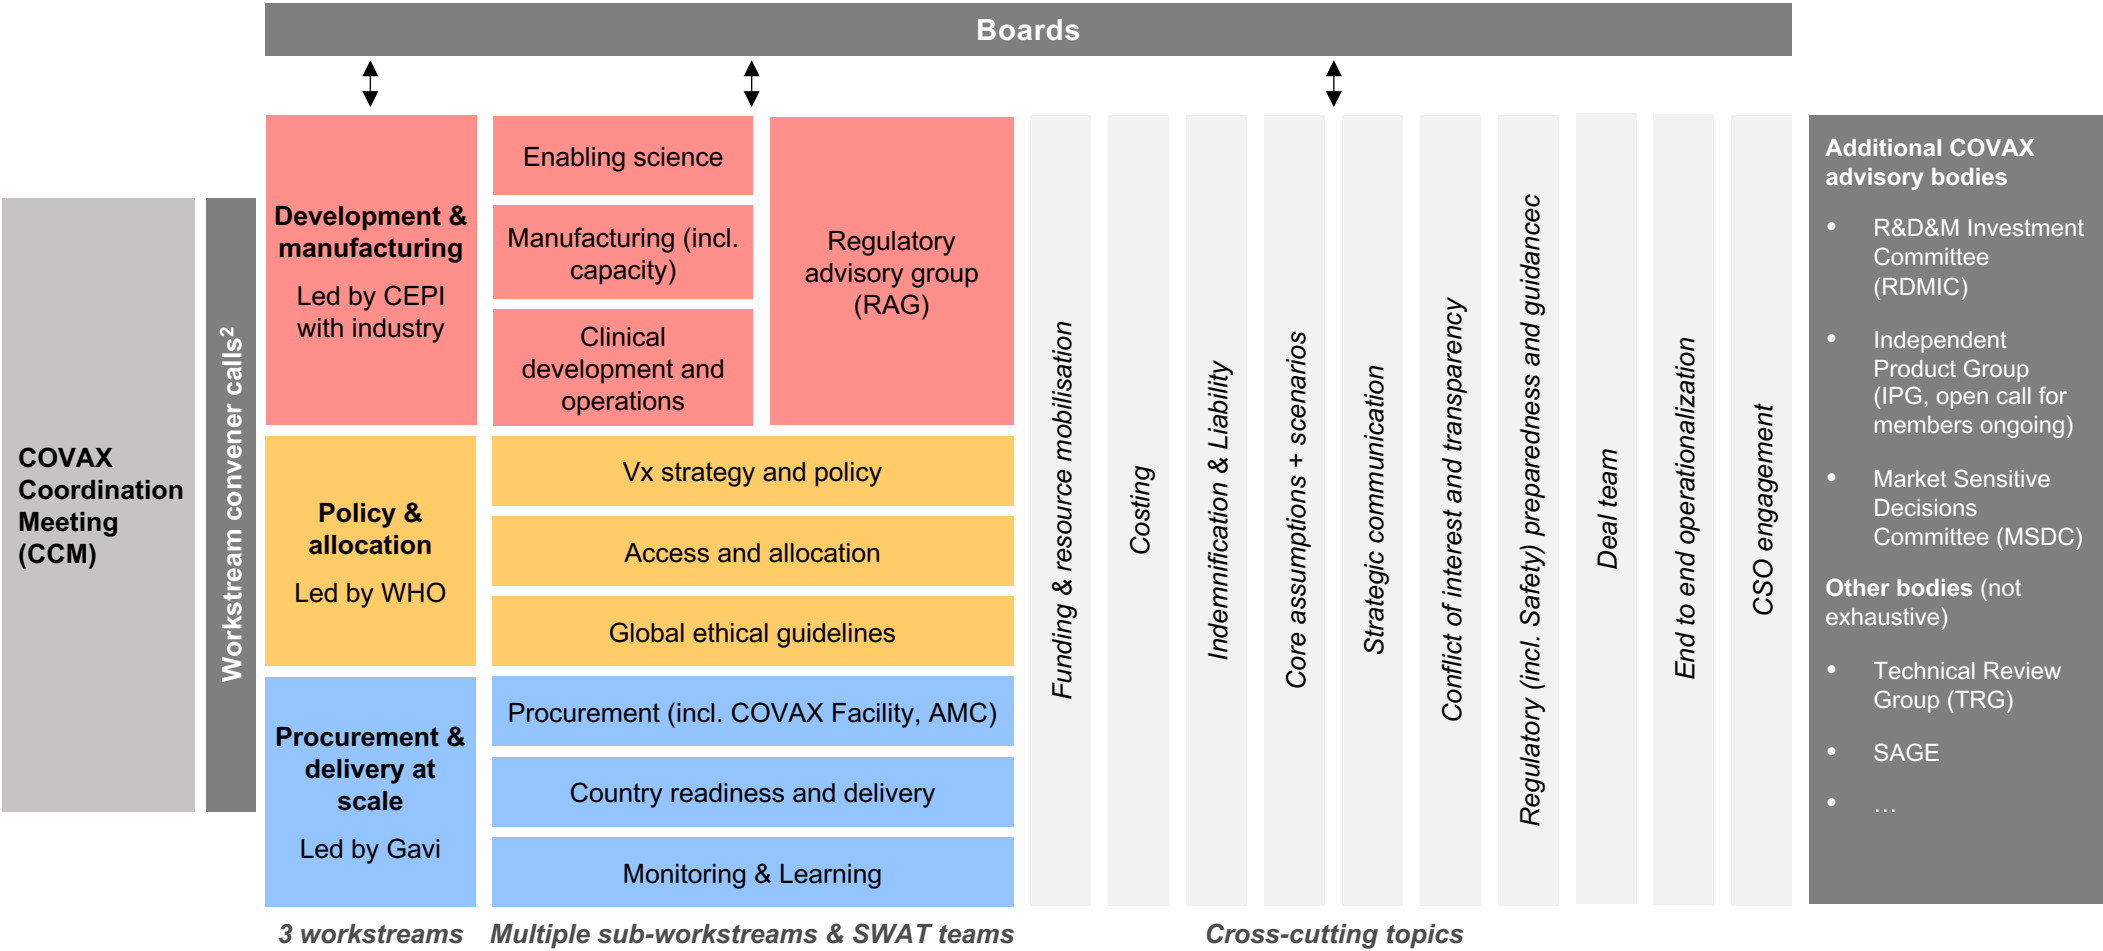 Boards
COVAX
Coordination
Meeting
(CCM)
Workstream convener calls²
Development &
manufacturing
Led by CEPI
with industry
Enabling science
Manufacturing (incl.
capacity)
Clinical
development and
operations
Regulatory
advisory group
(RAG)
Policy &
allocation
Led by WHO
Vx strategy and policy
Access and allocation
Global ethical guidelines
Procurement &
delivery at
scale
Led by Gavi
Procurement (incl. COVAX Facility, AMC)
Country readiness and delivery
Monitoring & Learning
Funding & resource mobilisation
Costing
Indemnification & Liability
Core assumptions + scenarios
Strategic communication
Conflict of interest and transparency
Regulatory (incl. Safety) preparedness and guidancec
Deal team
End to end operationalization
CSO engagement
Additional COVAX
advisory bodies
• R&D&M Investment
Committee
(RDMIC)
• Independent
Product Group
(IPG, open call for
members ongoing)
• Market Sensitive
Decisions
Committee (MSDC)
Other bodies (not
exhaustive)
• Technical Review
Group (TRG)
• SAGE
• …
3 workstreams
Multiple sub-workstreams & SWAT teams
Cross-cutting topics